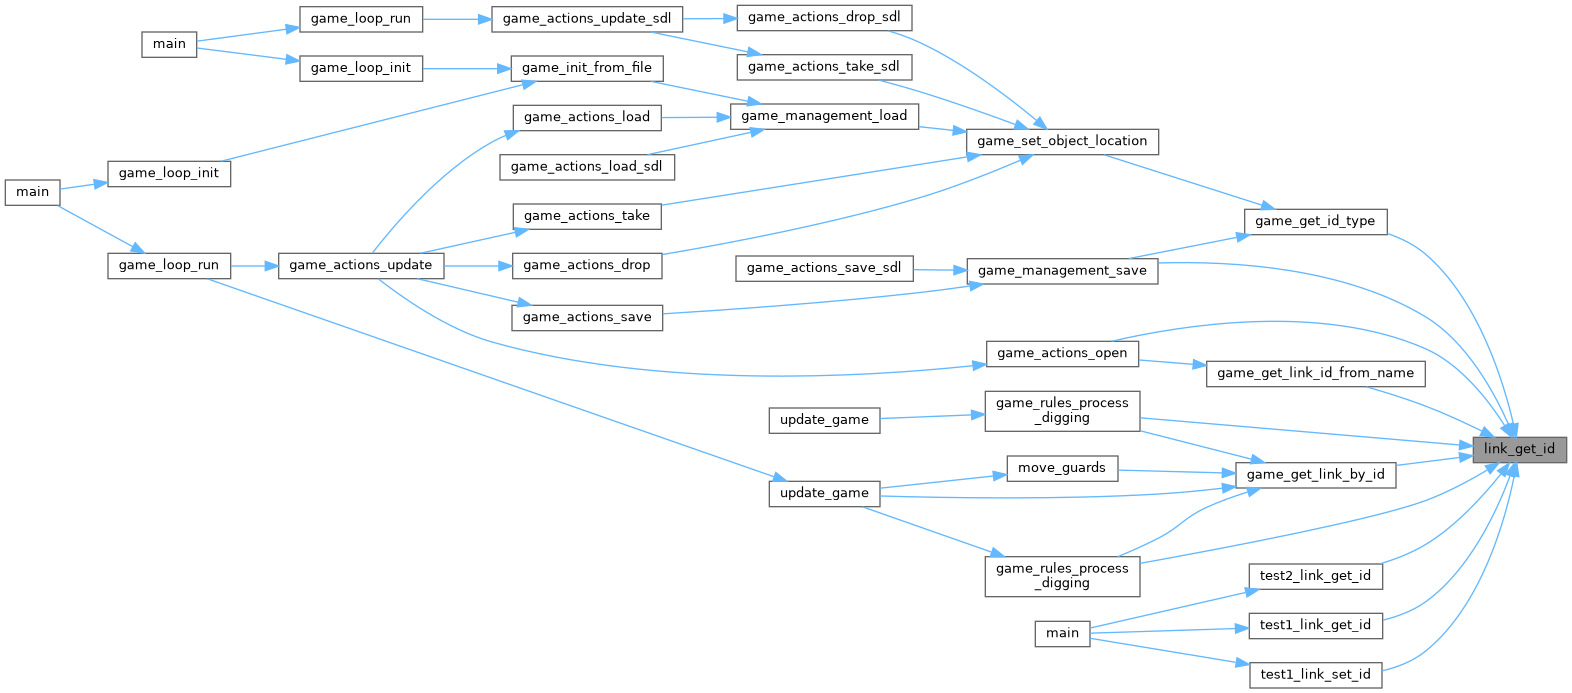 game_loop_run
game_actions_update_sdl
game_actions_drop_sdl
main
game_loop_init
game_init_from_file
game_actions_take_sdl
game_actions_load
game_management_load
game_set_object_location
game_actions_load_sdl
game_loop_init
main
game_actions_take
game_get_id_type
game_loop_run
game_actions_update
game_actions_drop
game_actions_save_sdl
game_management_save
game_actions_save
game_actions_open
game_get_link_id_from_name
game_rules_process
_digging
update_game
link_get_id
move_guards
game_get_link_by_id
update_game
game_rules_process
_digging
test2_link_get_id
test1_link_get_id
main
test1_link_set_id